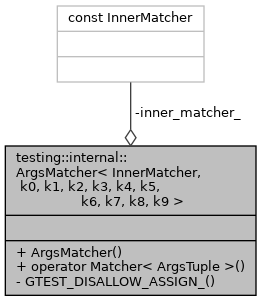 const InnerMatcher
-inner_matcher_
testing::internal::
ArgsMatcher< InnerMatcher,
k0, k1, k2, k3, k4, k5,
k6, k7, k8, k9 >
+ ArgsMatcher()
+ operator Matcher< ArgsTuple >()
- GTEST_DISALLOW_ASSIGN_()